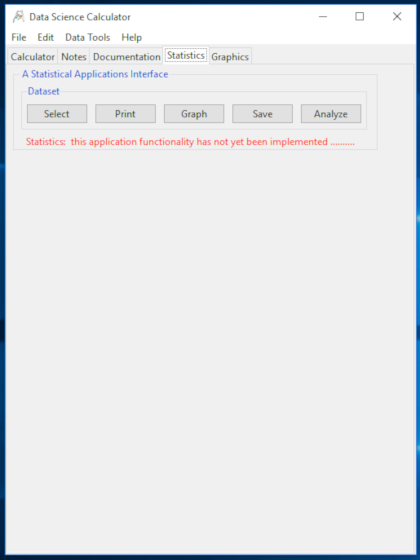 Data Science Calculator
File Edit Data Tools Help
Calculator Notes Documentation Statistics Graphics
A Statistical Applications Interface
Dataset
Select Print Graph Save Analyze
Statistics: this application functionality has not yet been implemented ..........